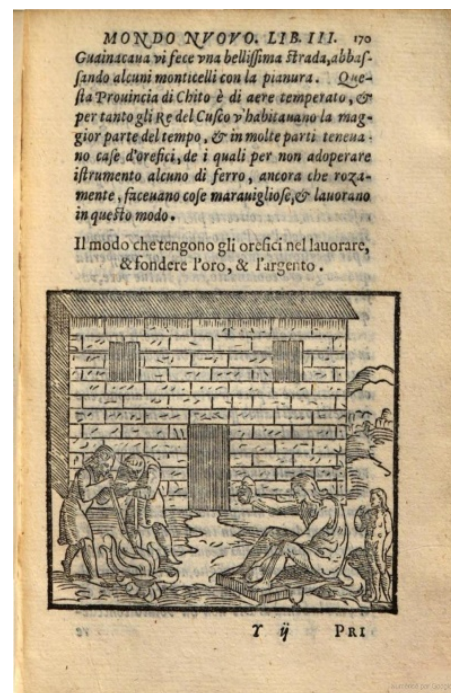 MONDO NVOVO. LIB. III. 170
Guainacaua vi fece vna bellissima strada, abbas-
sando alcuni monticelli con la pianura. Que-
sta Prouincia di Chito è di aere temperato, &
per tanto gli Re del Cusco v'habitauano la mag-
gior parte del tempo, & in molte parti teneua-
no case d'orefici, de i quali per non adoperare
istrumento alcuno di ferro, ancora che roza-
mente, faceuano cose marauigliose, & lauorano
in questo modo.
Il modo che tengono gli orefici nel lauorare,
& fondere l'oro, & l'argento.
Y ij PRI